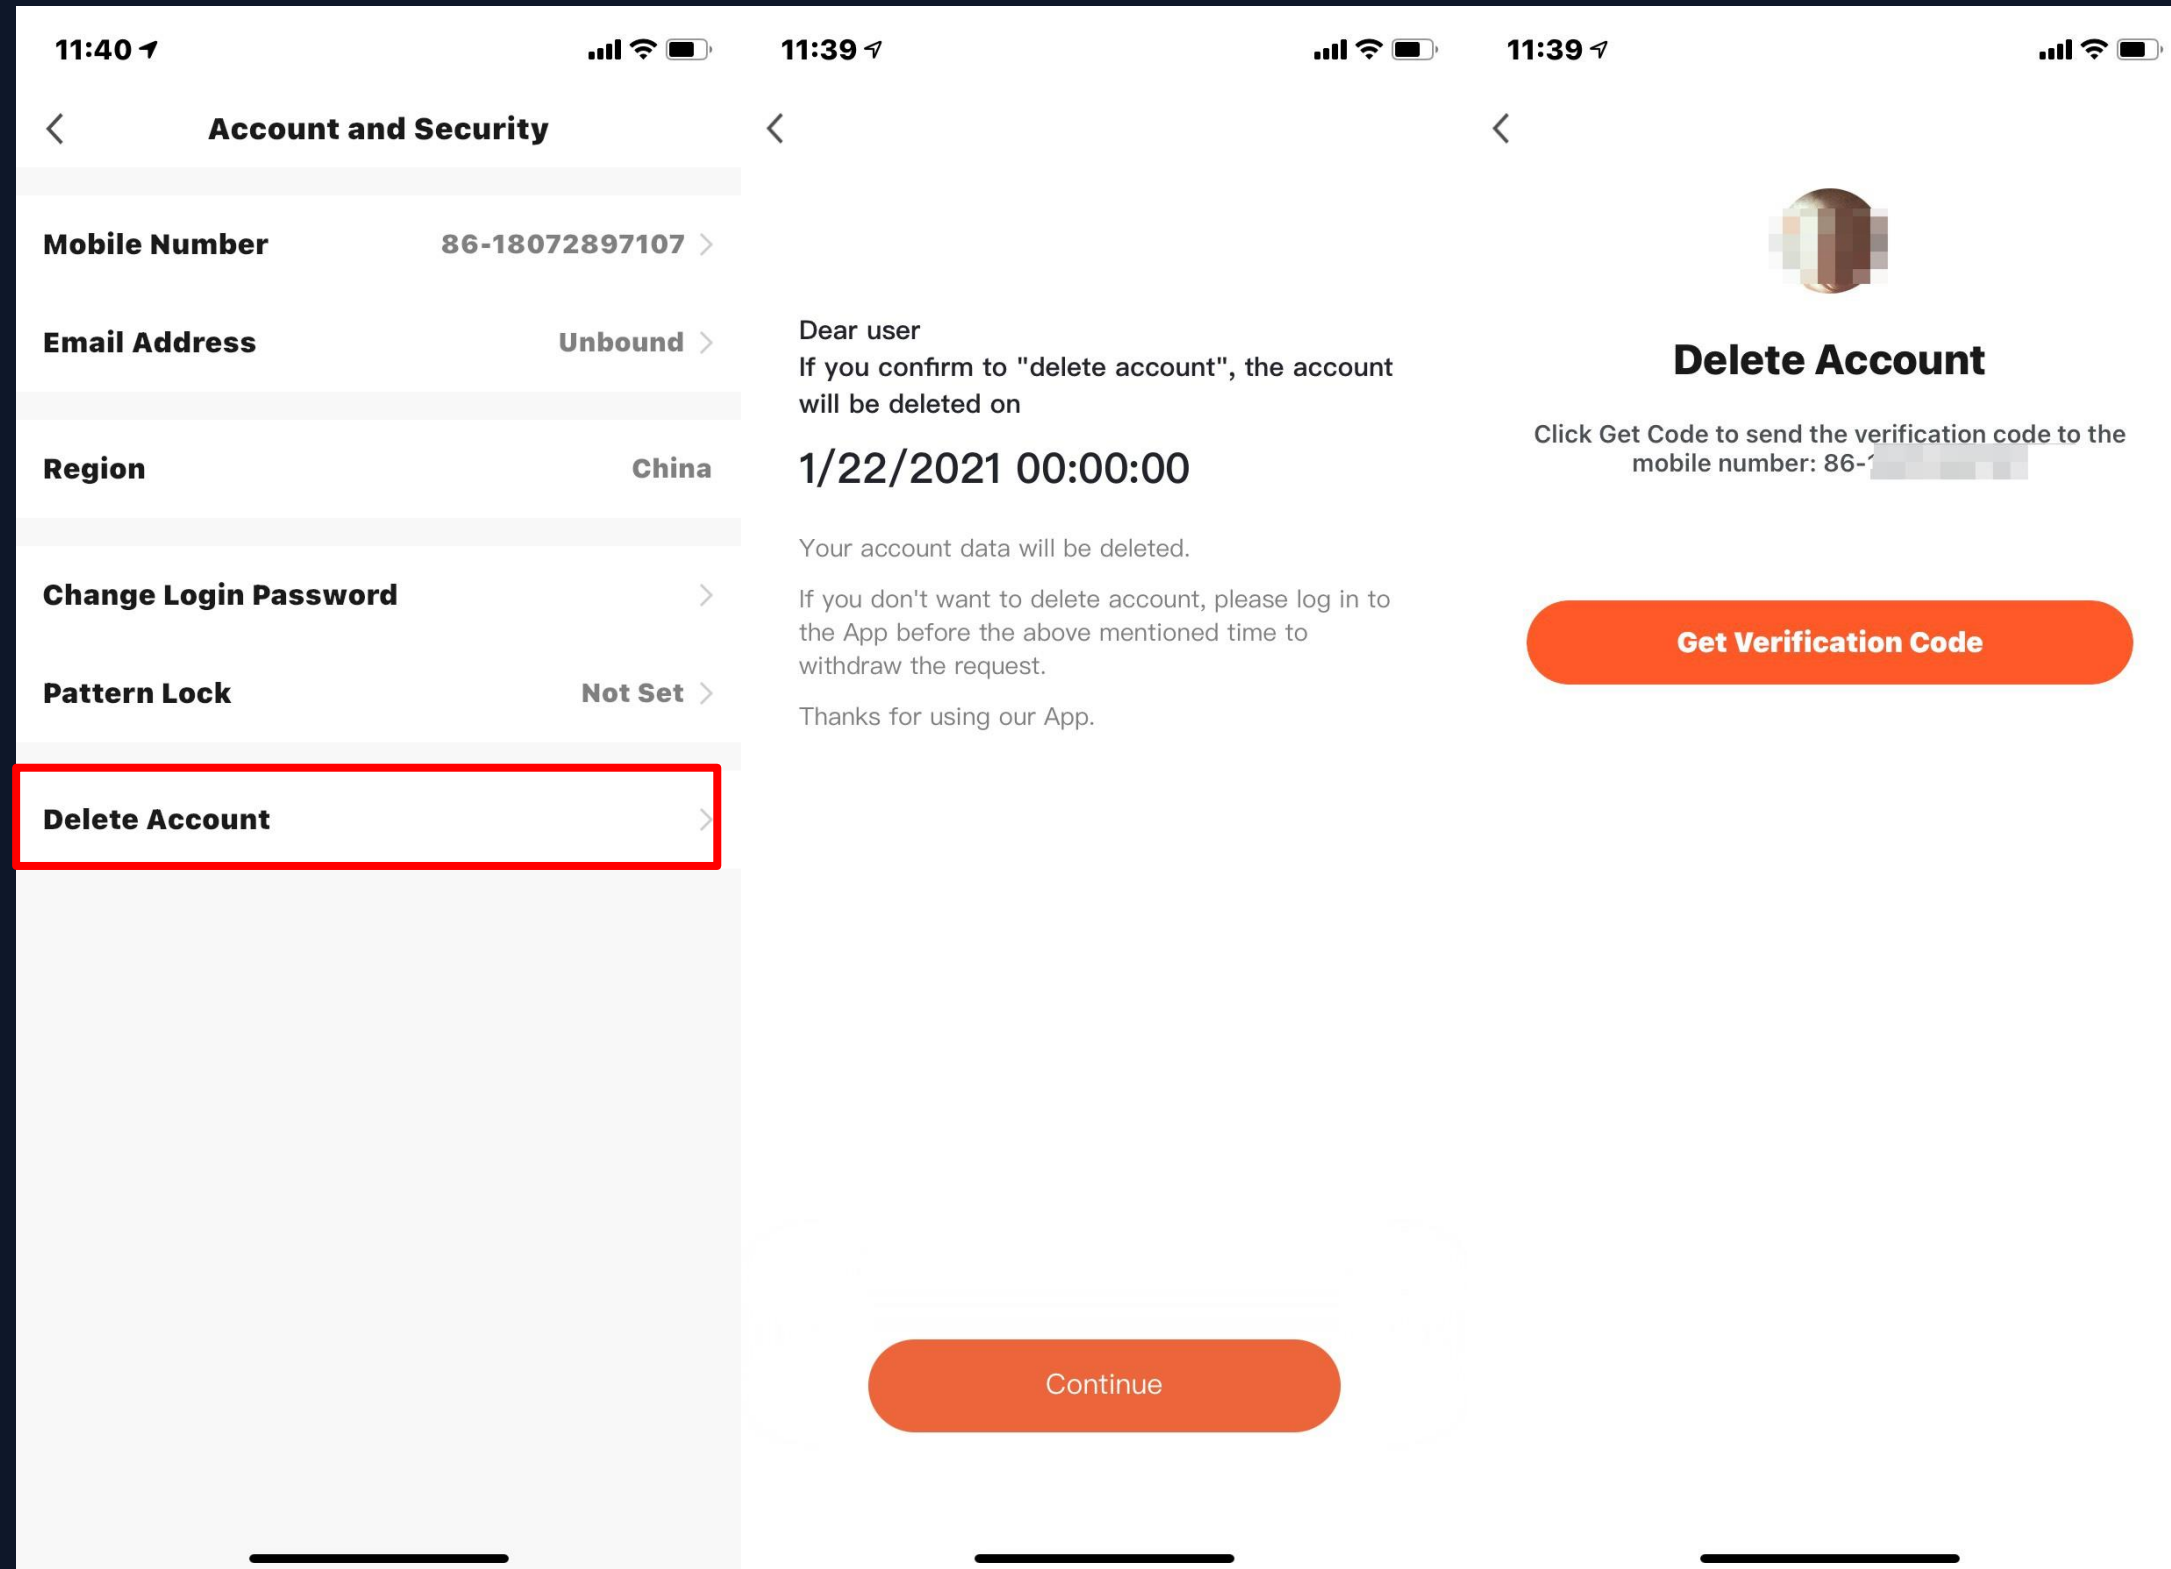 11:40
Account and Security
Mobile Number 86-18072897107
Email Address Unbound
Region China
Change Login Password
Pattern Lock Not Set
Delete Account
11:39
Dear user
If you confirm to "delete account", the account
will be deleted on
1/22/2021 00:00:00
Your account data will be deleted.
If you don't want to delete account, please log in to
the App before the above mentioned time to
withdraw the request.
Thanks for using our App.
Continue
11:39
Delete Account
Click Get Code to send the verification code to the
mobile number: 86-
Get Verification Code